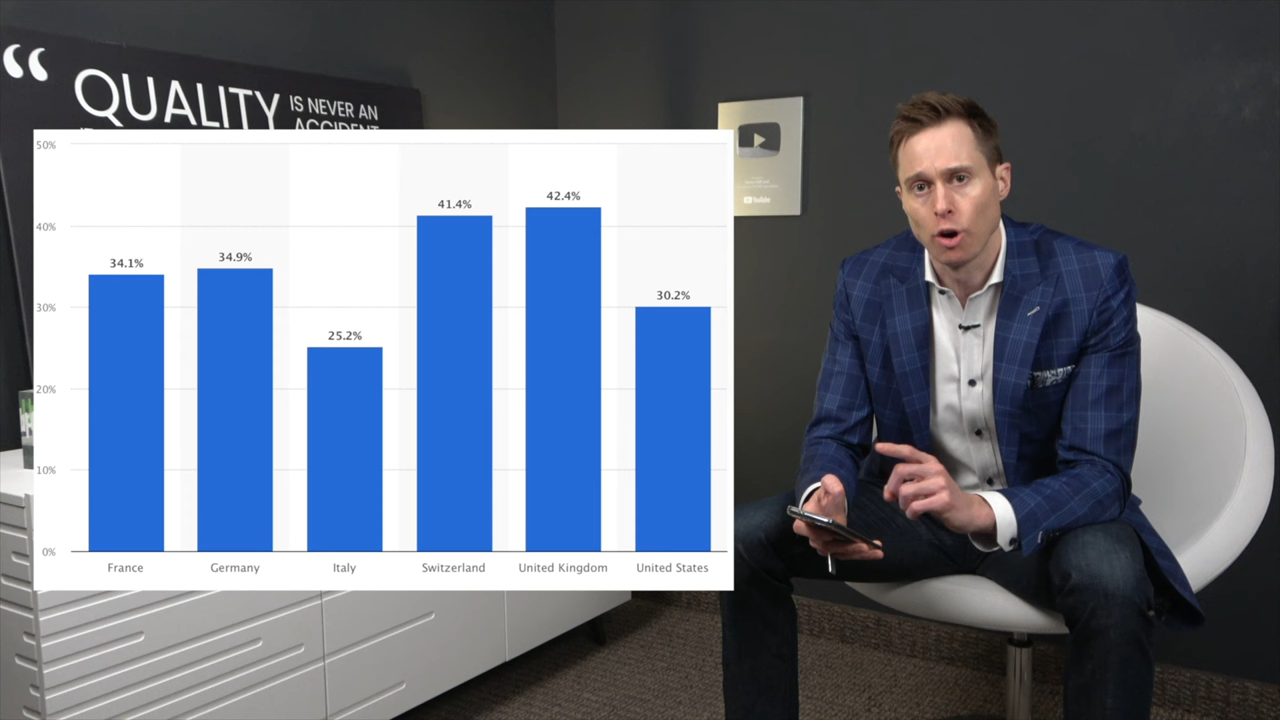 “
QUALITY IS NEVER AN
ACCIDENT
50%
40%
30%
20%
10%
0%
34.1%
34.9%
25.2%
41.4%
42.4%
30.2%
France
Germany
Italy
Switzerland
United Kingdom
United States
YouTube